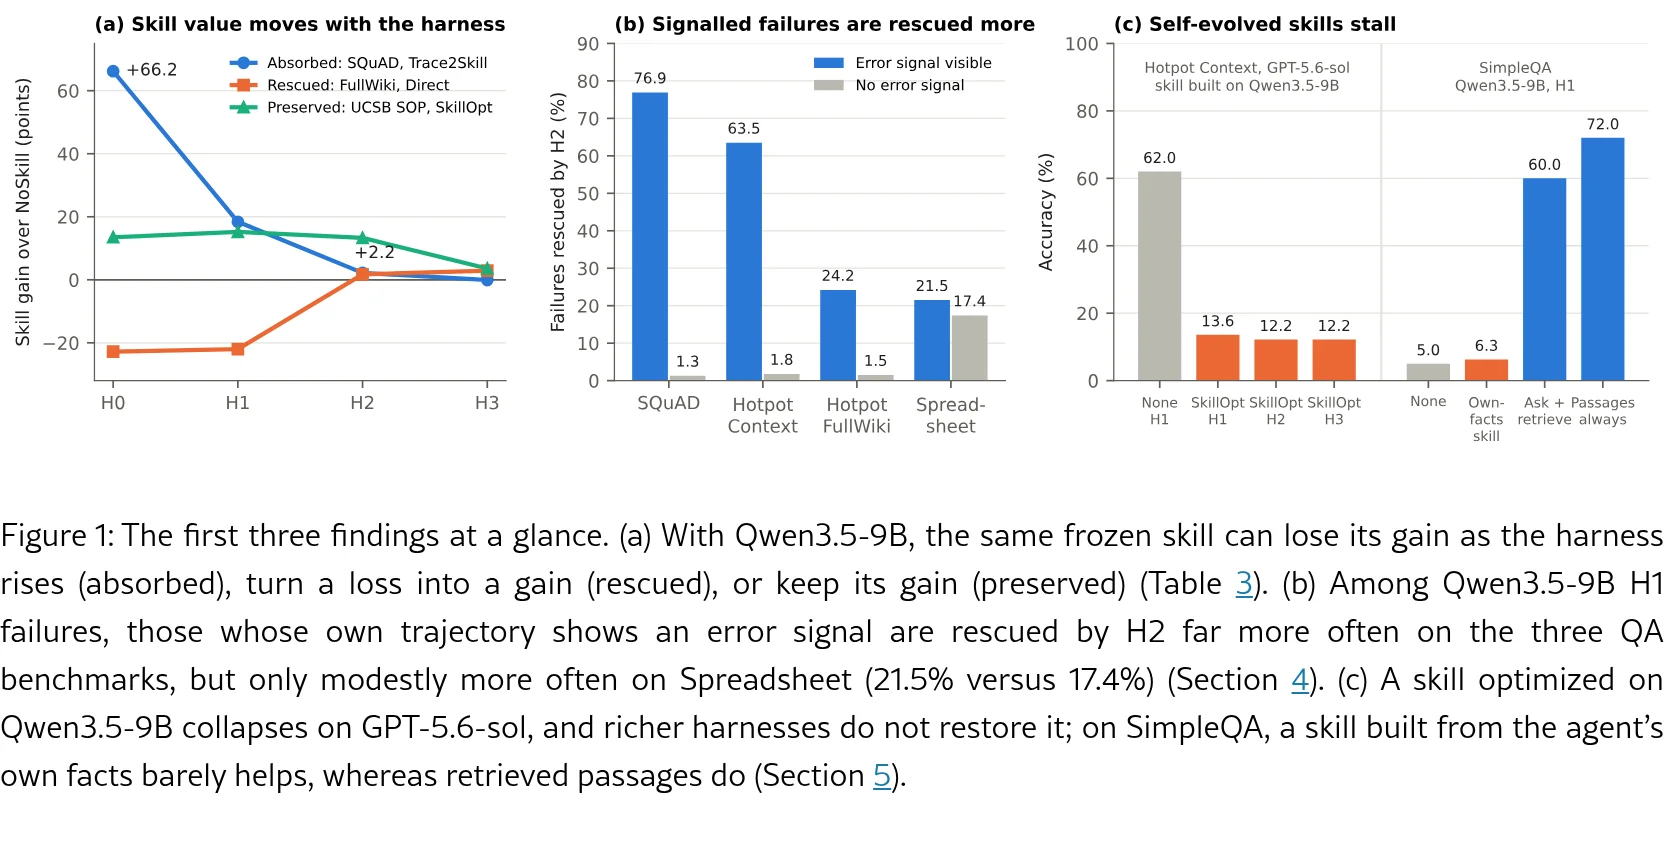 (a) Skill value moves with the harness
Skill gain over NoSkill (points)
60
40
20
0
−20
+66.2
+2.2
Absorbed: SQuAD, Trace2Skill
Rescued: FullWiki, Direct
Preserved: UCSB SOP, SkillOpt
H0 H1 H2 H3
(b) Signalled failures are rescued more
Failures rescued by H2 (%)
90
80
70
60
50
40
30
20
10
0
Error signal visible
No error signal
76.9 1.3
63.5 1.8
24.2 1.5
21.5 17.4
SQuAD
Hotpot
Context
Hotpot
FullWiki
Spread-
sheet
(c) Self-evolved skills stall
Accuracy (%)
100
80
60
40
20
0
Hotpot Context, GPT-5.6-sol
skill built on Qwen3.5-9B
SimpleQA
Qwen3.5-9B, H1
62.0 13.6 12.2 12.2
5.0 6.3 60.0 72.0
None
H1
SkillOpt
H1
SkillOpt
H2
SkillOpt
H3
None
Own-
facts
skill
Ask +
retrieve
Passages
always
Figure 1: The first three findings at a glance. (a) With Qwen3.5-9B, the same frozen skill can lose its gain as the harness
rises (absorbed), turn a loss into a gain (rescued), or keep its gain (preserved) (Table 3). (b) Among Qwen3.5-9B H1
failures, those whose own trajectory shows an error signal are rescued by H2 far more often on the three QA
benchmarks, but only modestly more often on Spreadsheet (21.5% versus 17.4%) (Section 4). (c) A skill optimized on
Qwen3.5-9B collapses on GPT-5.6-sol, and richer harnesses do not restore it; on SimpleQA, a skill built from the agent’s
own facts barely helps, whereas retrieved passages do (Section 5).